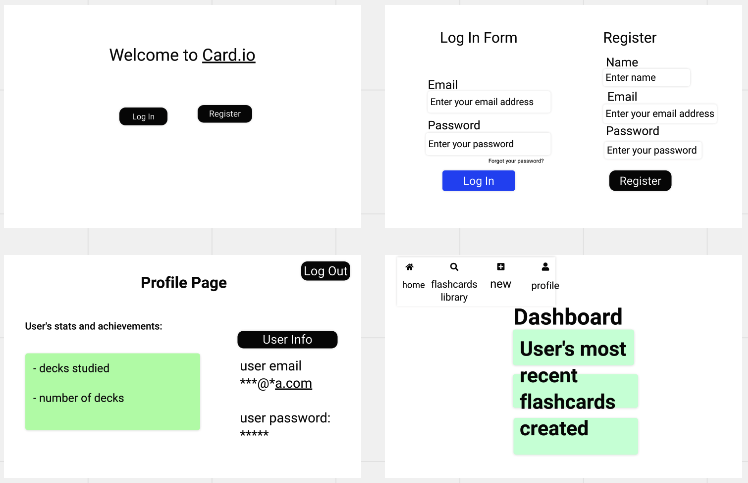 Welcome to Card.io
Log In
Register
Log In Form
Email
Enter your email address
Password
Enter your password
Forgot your password?
Log In
Register
Name
Enter name
Email
Enter your email address
Password
Enter your password
Register
Log Out
Profile Page
User's stats and achievements:
- decks studied
- number of decks
User Info
user email
***@*a.com
user password:
*****
home
flashcards
library
new
profile
Dashboard
User's most
recent
flashcards
created